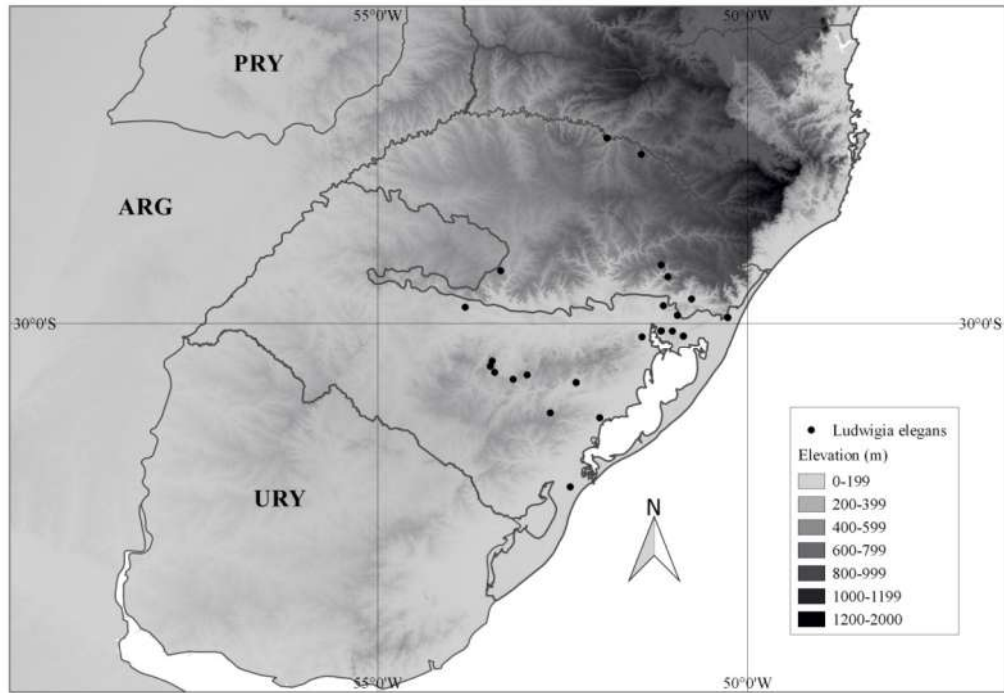 55°0'W
50°0'W
PRY
ARG
30°0'S
30°0'S
URY
N
Ludwigia elegans
Elevation (m)
0-199
200-399
400-599
600-799
800-999
1000-1199
1200-2000
55°0'W
50°0'W